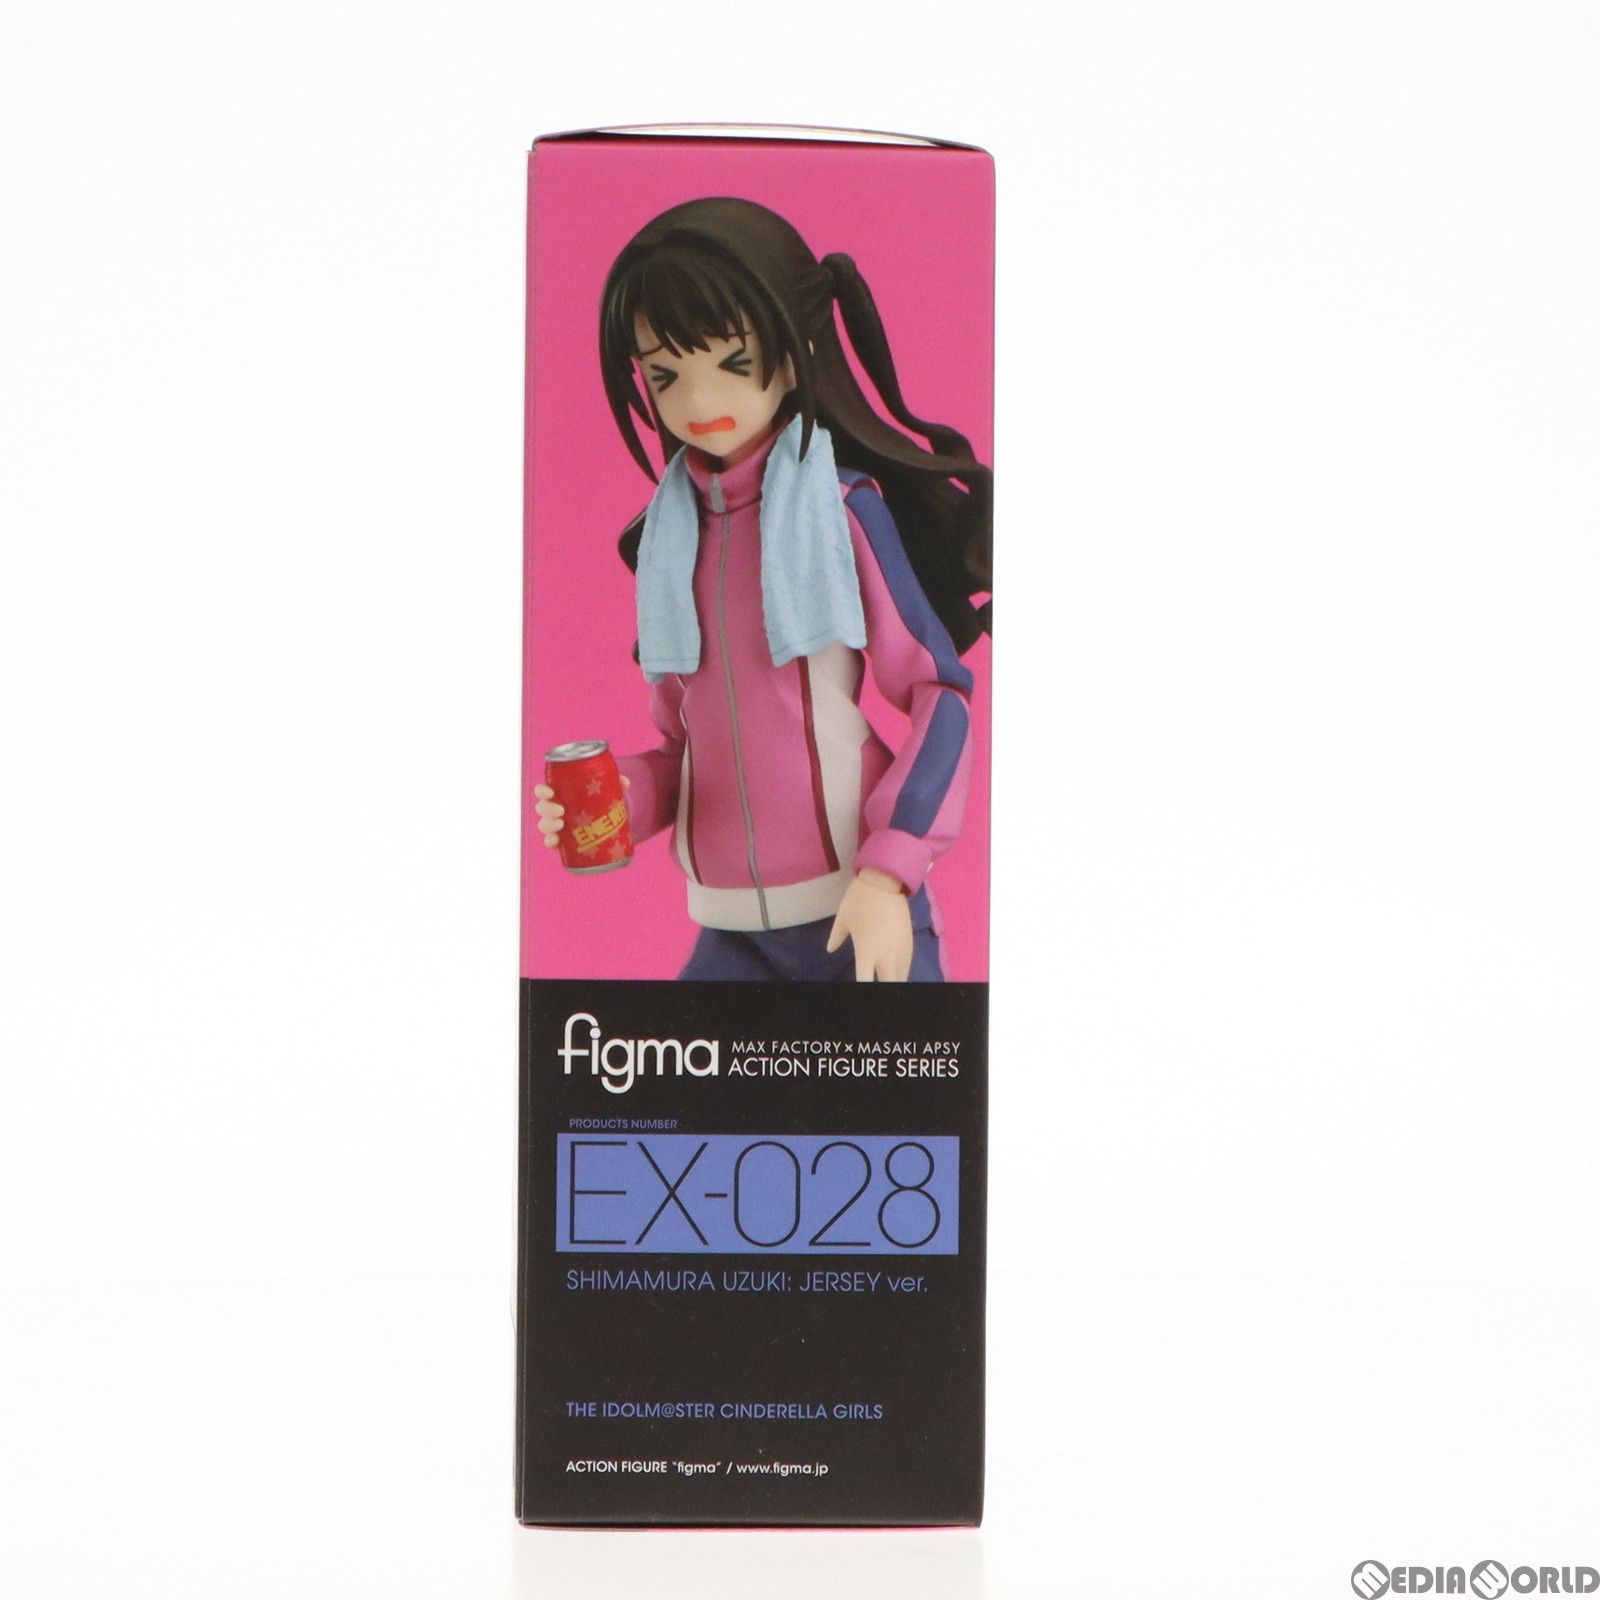 ENERG
figma
MAX FACTORY×MASAKI APSY
ACTION FIGURE SERIES
PRODUCTS NUMBER
EX-028
SHIMAMURA UZUKI: JERSEY ver.
THE IDOLM@STER CINDERELLA GIRLS
ACTION FIGURE "figma" / www.figma.jp
MEDIAWORLD